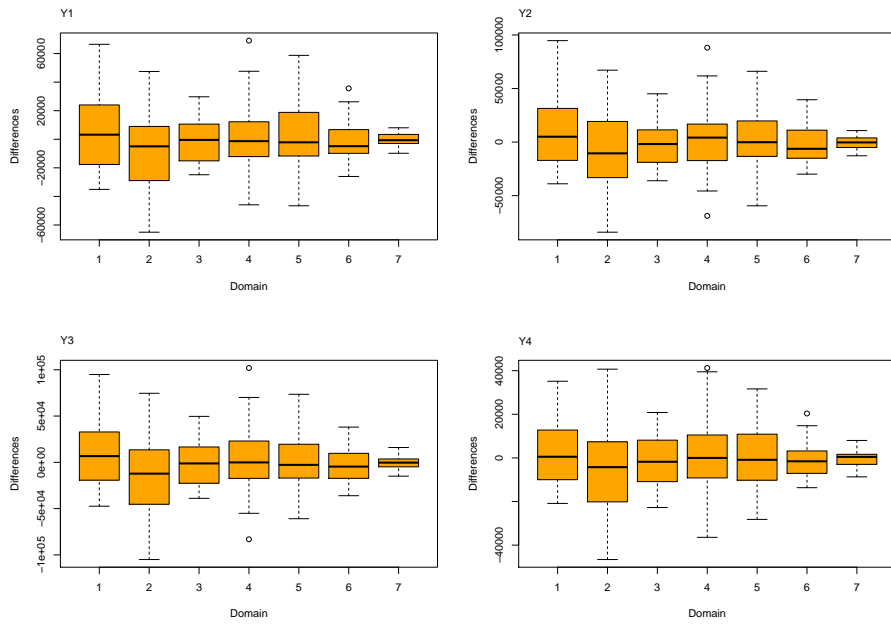 Y1
Differences
60000
20000
−20000
−60000
1 2 3 4 5 6 7
Domain
Y2
Differences
100000
50000
0
−50000
1 2 3 4 5 6 7
Domain
Y3
Differences
1e+05
5e+04
0e+00
−5e+04
−1e+05
1 2 3 4 5 6 7
Domain
Y4
Differences
40000
20000
0
−40000
1 2 3 4 5 6 7
Domain